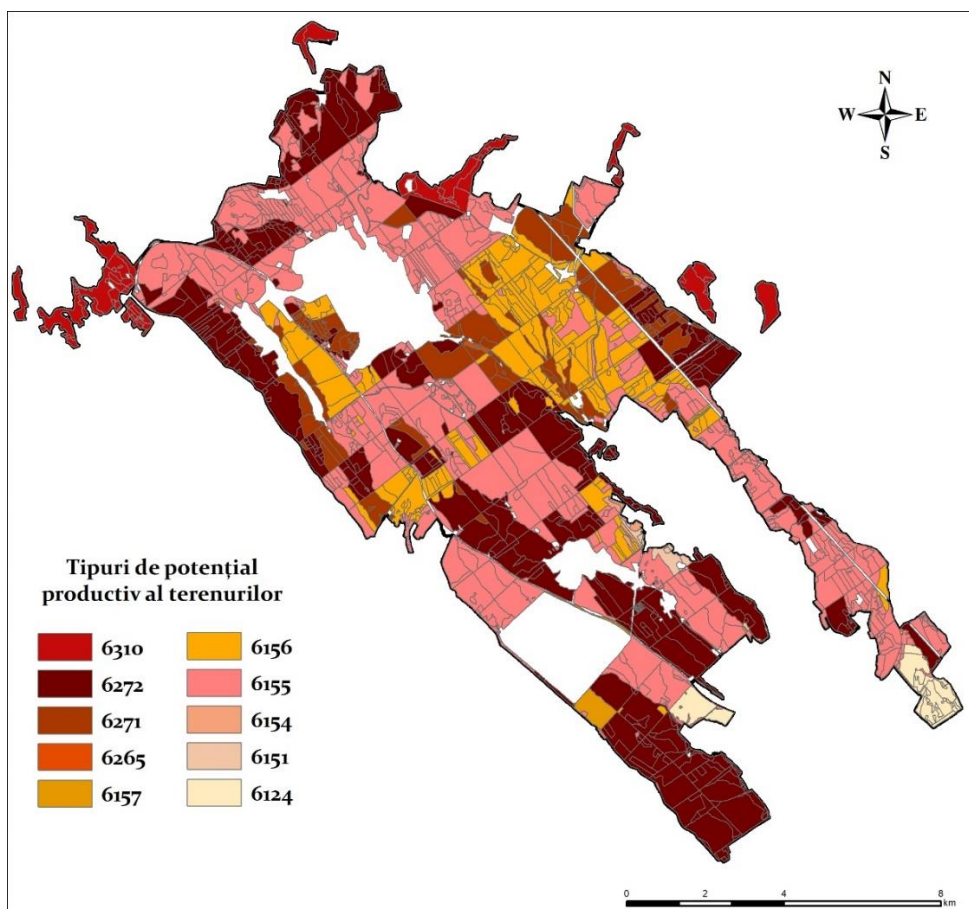 N
W E
S
Tipuri de potențial
productiv al terenurilor
6310 6156
6272 6155
6271 6154
6265 6151
6157 6124
0 2 4 8
km